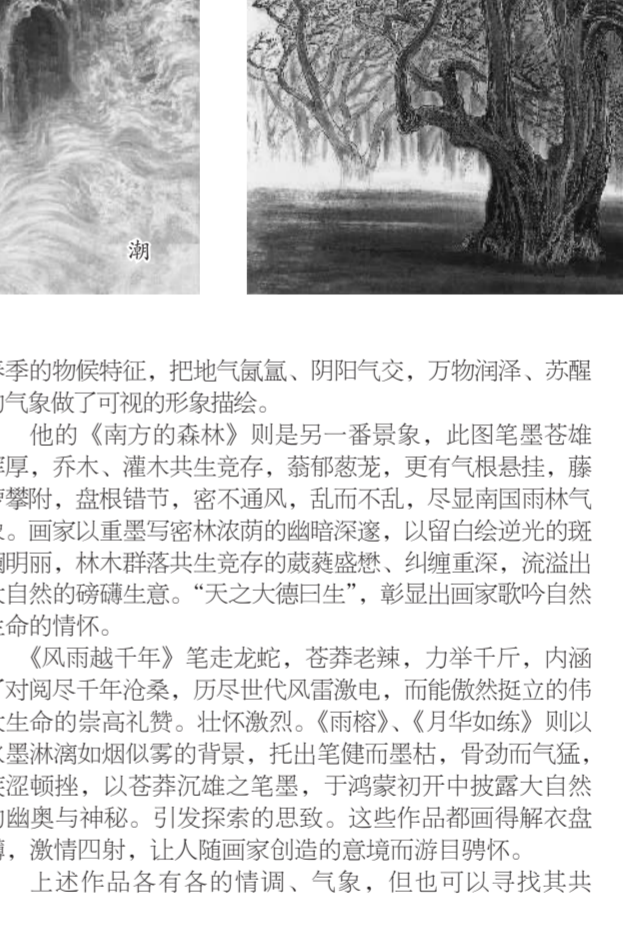 潮
季的物候特征，把地气氤氲、阴阳气交，万物润泽、苏醒
气象做了可视的形象描绘。
他的《南方的森林》则是另一番景象，此图笔墨苍雄
厚，乔木、灌木共生竞存，蓊郁葱茏，更有气根悬挂，藤
攀附，盘根错节，密不通风，乱而不乱，尽显南国雨林气
。画家以重墨写密林浓荫的幽暗深邃，以留白绘逆光的斑
明丽，林木群落共生竞存的葳蕤盛懋、纠缠重深，流溢出
大自然的磅礴生意。“天之大德曰生”，彰显出画家歌吟自然
生命的情怀。
《风雨越千年》笔走龙蛇，苍莽老辣，力举千斤，内涵
对阅尽千年沧桑，历尽世代风雷激电，而能傲然挺立的伟
大生命的崇高礼赞。壮怀激烈。《雨榕》、《月华如练》则以
水墨淋漓如烟似雾的背景，托出笔健而墨枯，骨劲而气猛，
涩顿挫，以苍莽沉雄之笔墨，于鸿蒙初开中披露大自然
幽奥与神秘。引发探索的思致。这些作品都画得解衣盘
，激情四射，让人随画家创造的意境而游目骋怀。
上述作品各有各的情调、气象，但也可以寻找其共